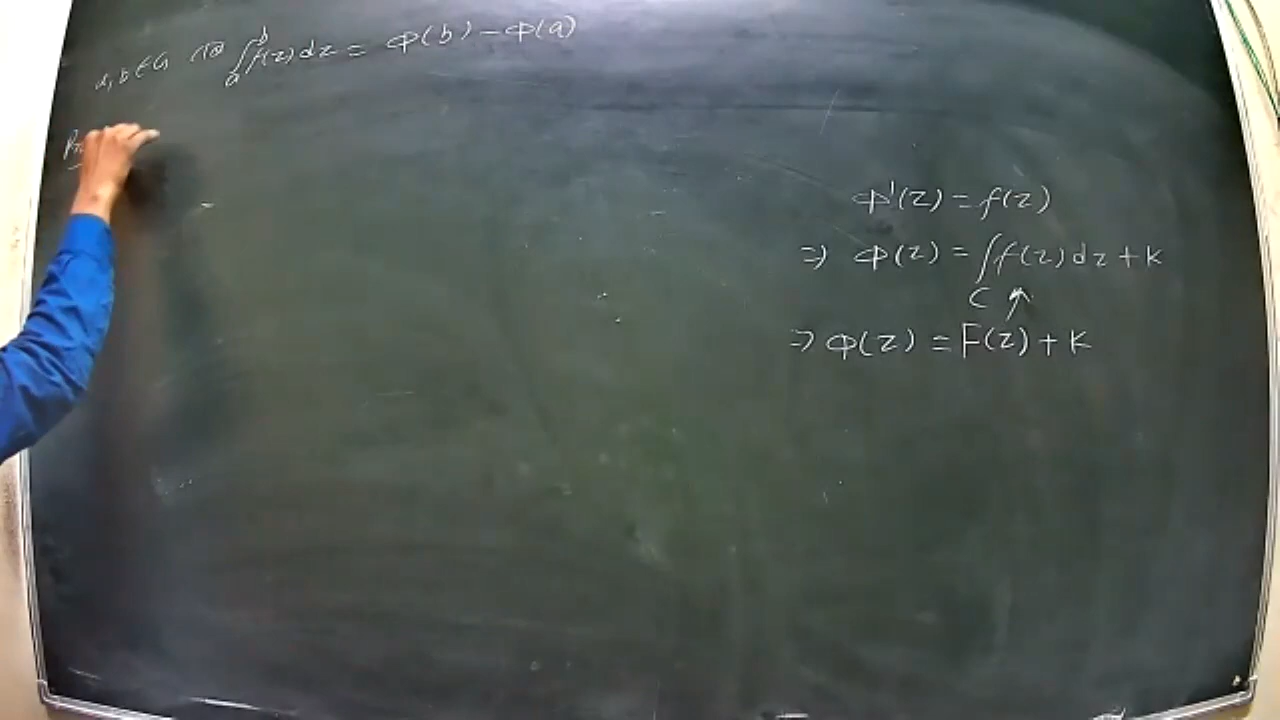 a, b ∈ G ∫_a^b f(z) dz = Φ(b) − Φ(a)
Φ'(z) = f(z)
⇒ Φ(z) = ∫_C f(z) dz + K
⇒ Φ(z) = F(z) + K